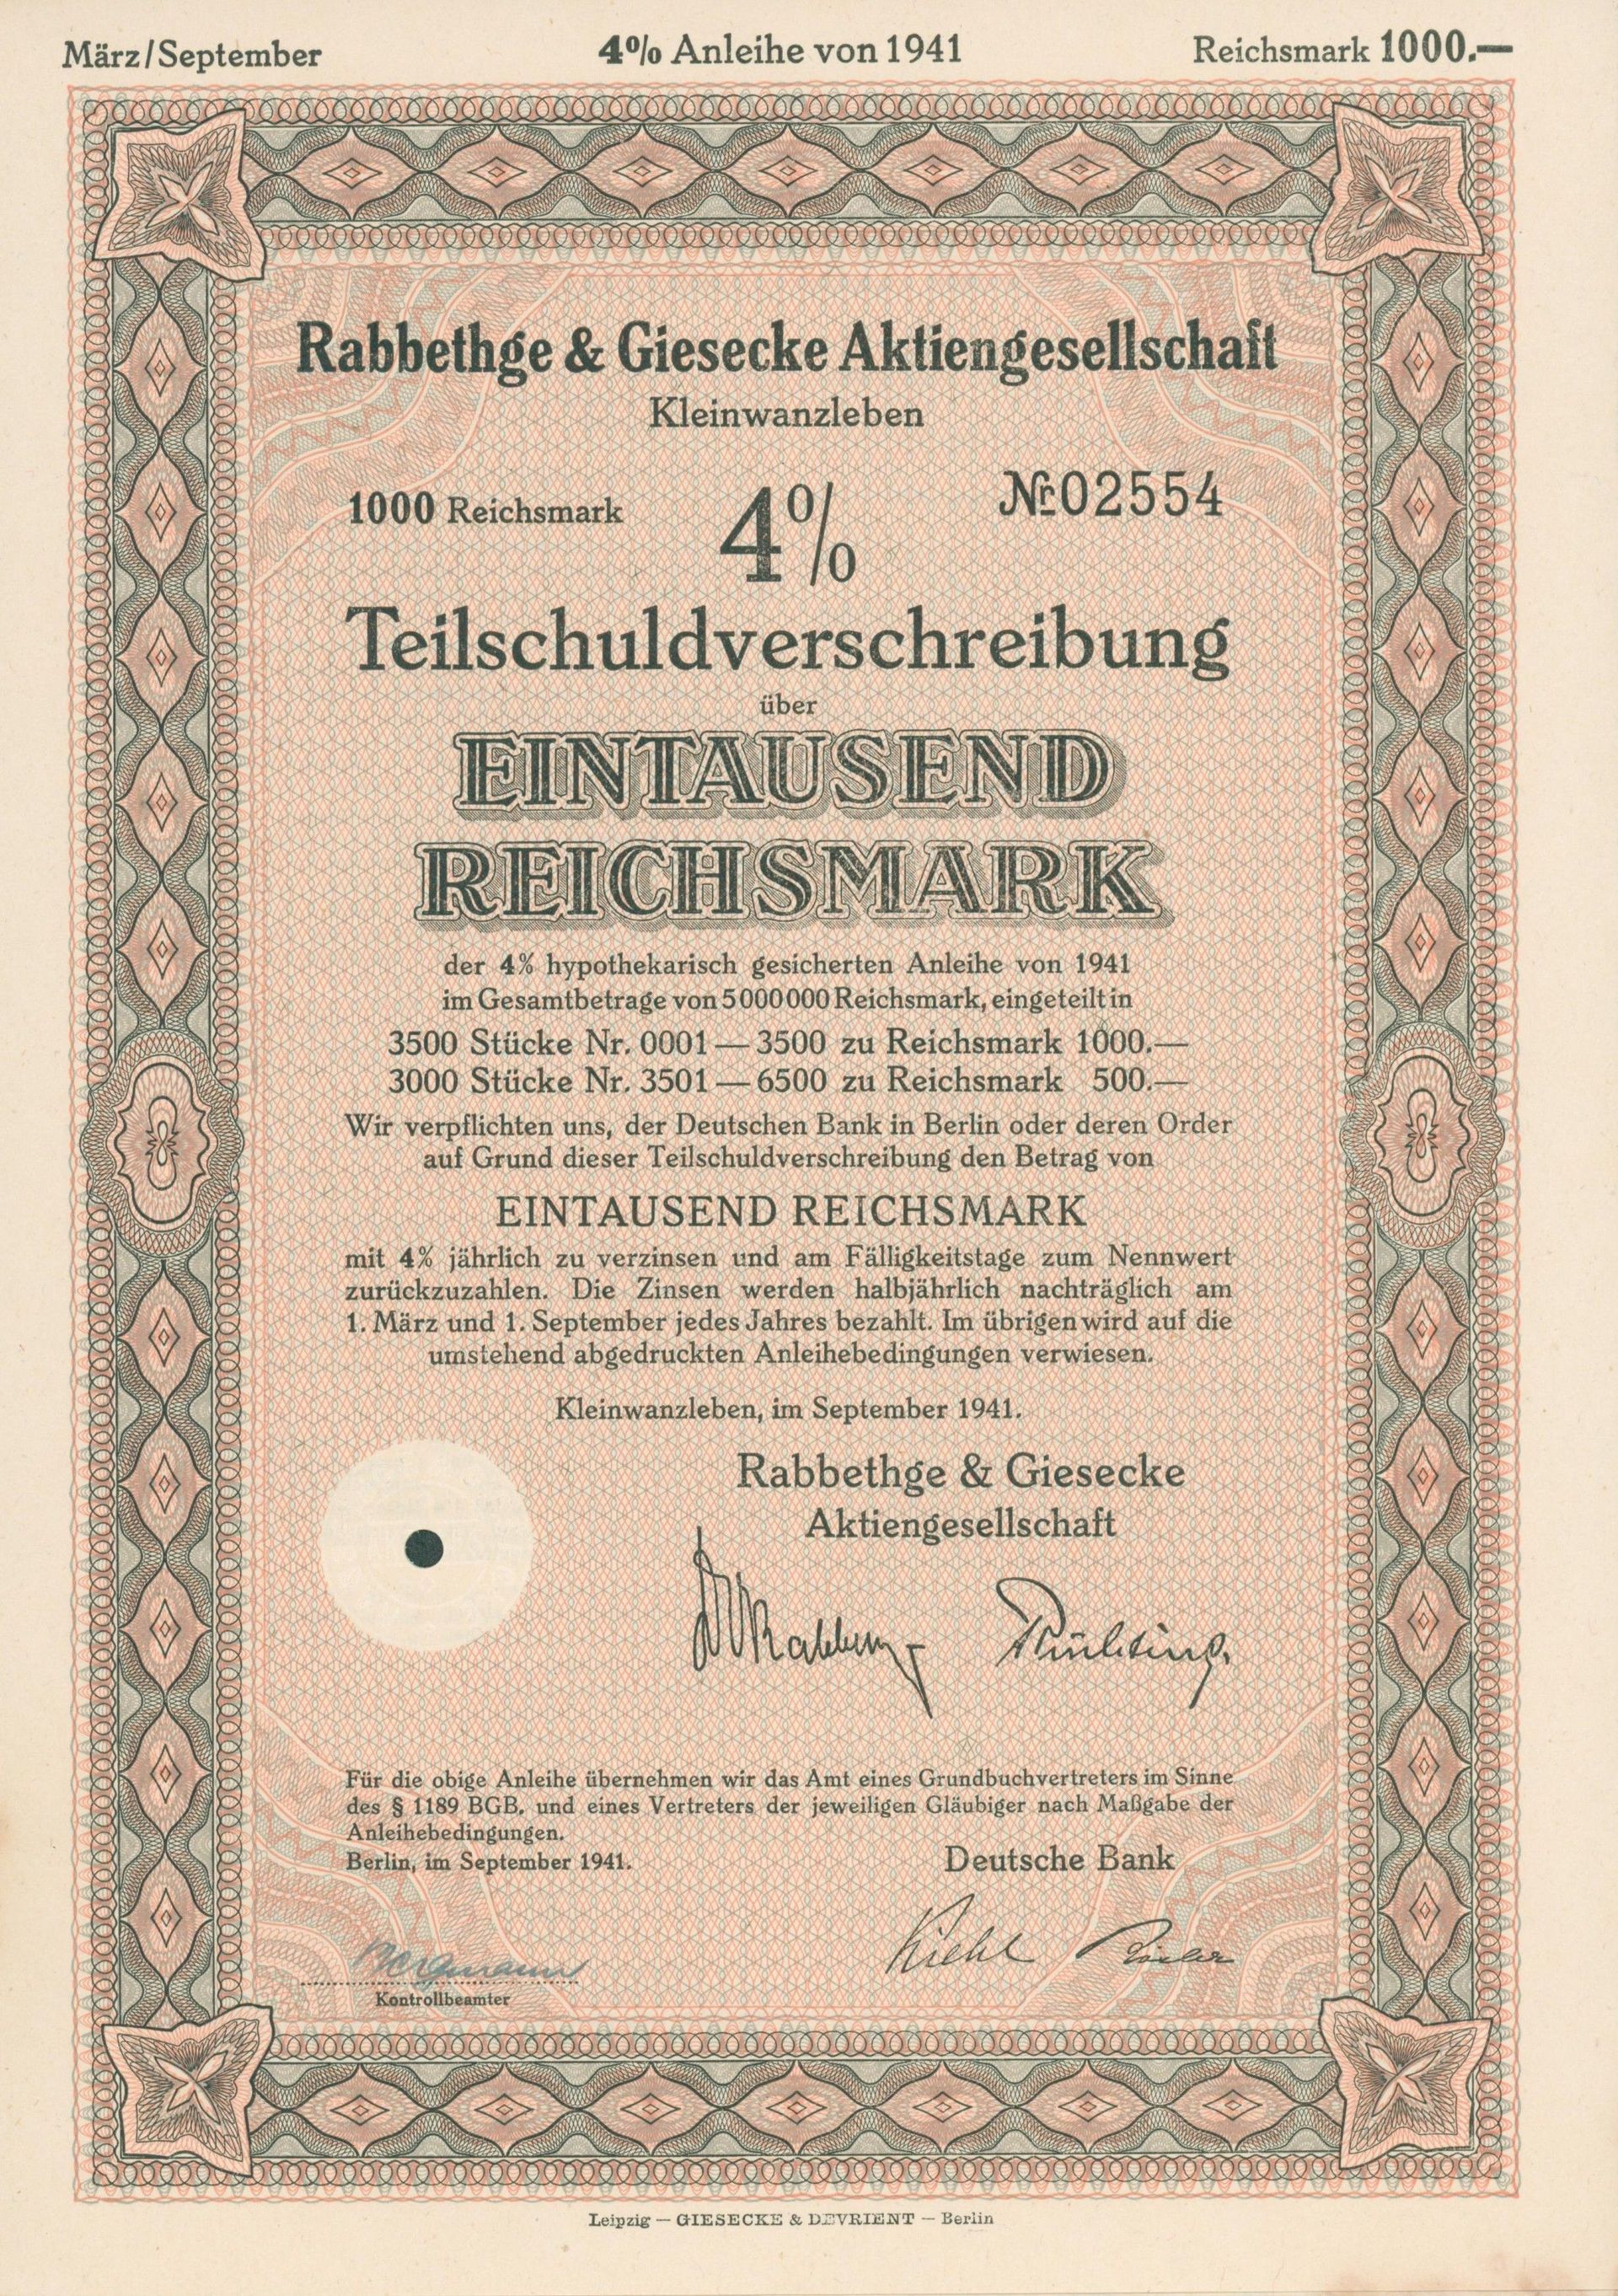 März/September 4% Anleihe von 1941 Reichsmark 1000.—
Rabbethge & Giesecke Aktiengesellschaft
Kleinwanzleben
1000 Reichsmark 4% Nr. 02554
Teilschuldverschreibung
über
EINTAUSEND
REICHSMARK
der 4% hypothekarisch gesicherten Anleihe von 1941
im Gesamtbetrage von 5000000 Reichsmark, eingeteilt in
3500 Stücke Nr. 0001—3500 zu Reichsmark 1000.—
3000 Stücke Nr. 3501—6500 zu Reichsmark 500.—
Wir verpflichten uns, der Deutschen Bank in Berlin oder deren Order
auf Grund dieser Teilschuldverschreibung den Betrag von
EINTAUSEND REICHSMARK
mit 4% jährlich zu verzinsen und am Fälligkeitstage zum Nennwert
zurückzuzahlen. Die Zinsen werden halbjährlich nachträglich am
1. März und 1. September jedes Jahres bezahlt. Im übrigen wird auf die
umstehend abgedruckten Anleihebedingungen verwiesen.
Kleinwanzleben, im September 1941.
Rabbethge & Giesecke
Aktiengesellschaft
Für die obige Anleihe übernehmen wir das Amt eines Grundbuchvertreters im Sinne
des § 1189 BGB. und eines Vertreters der jeweiligen Gläubiger nach Maßgabe der
Anleihebedingungen.
Berlin, im September 1941. Deutsche Bank
Bergmann Kiehl
Kontrollbeamter
Leipzig — GIESECKE & DEVRIENT — Berlin